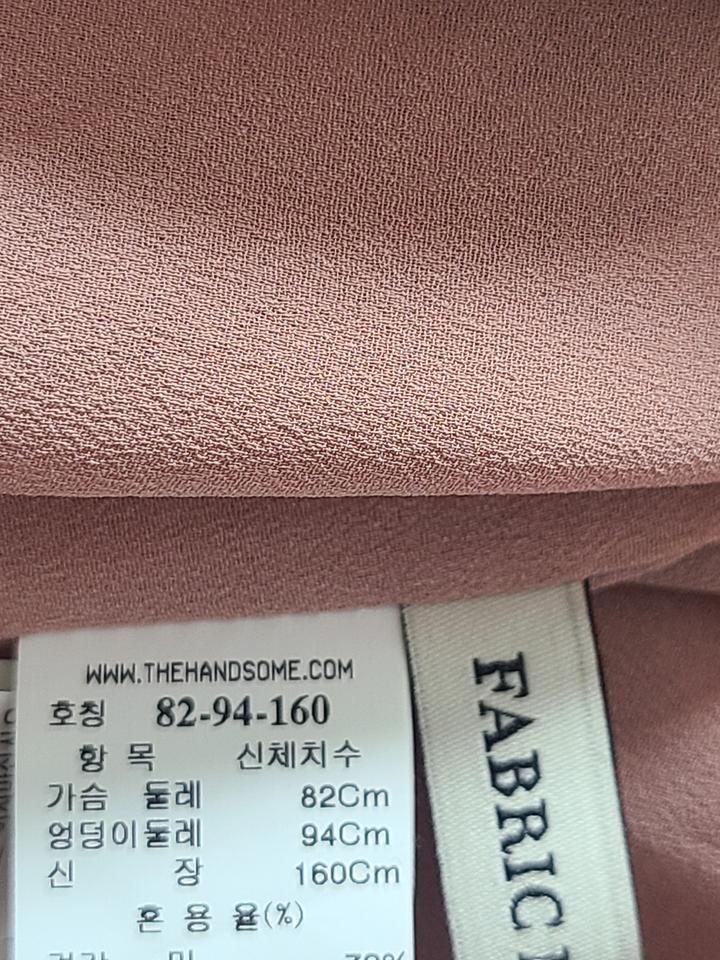 WWW.THEHANDSOME.COM
호칭 82-94-160
항 목 신체치수
가슴 둘레 82Cm
엉덩이둘레 94Cm
신 장 160Cm
혼 용 율(%)
FABRIC